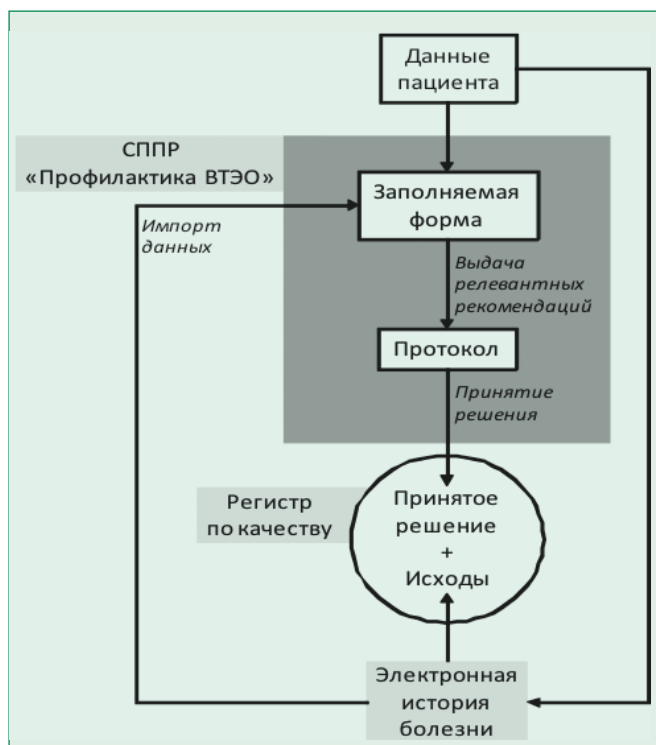 Данные
пациента
СППР
«Профилактика ВТЭО»
Заполняемая
форма
Импорт
данных
Выдача
релевантных
рекомендаций
Протокол
Принятие
решения
Регистр
по качеству
Принятое
решение
+
Исходы
Электронная
история
болезни